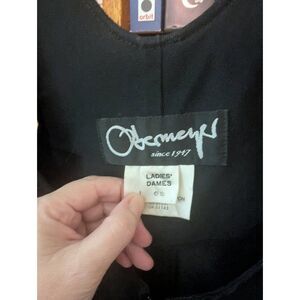 orbit
Obermeyer
since 1947
LADIES'
DAMES